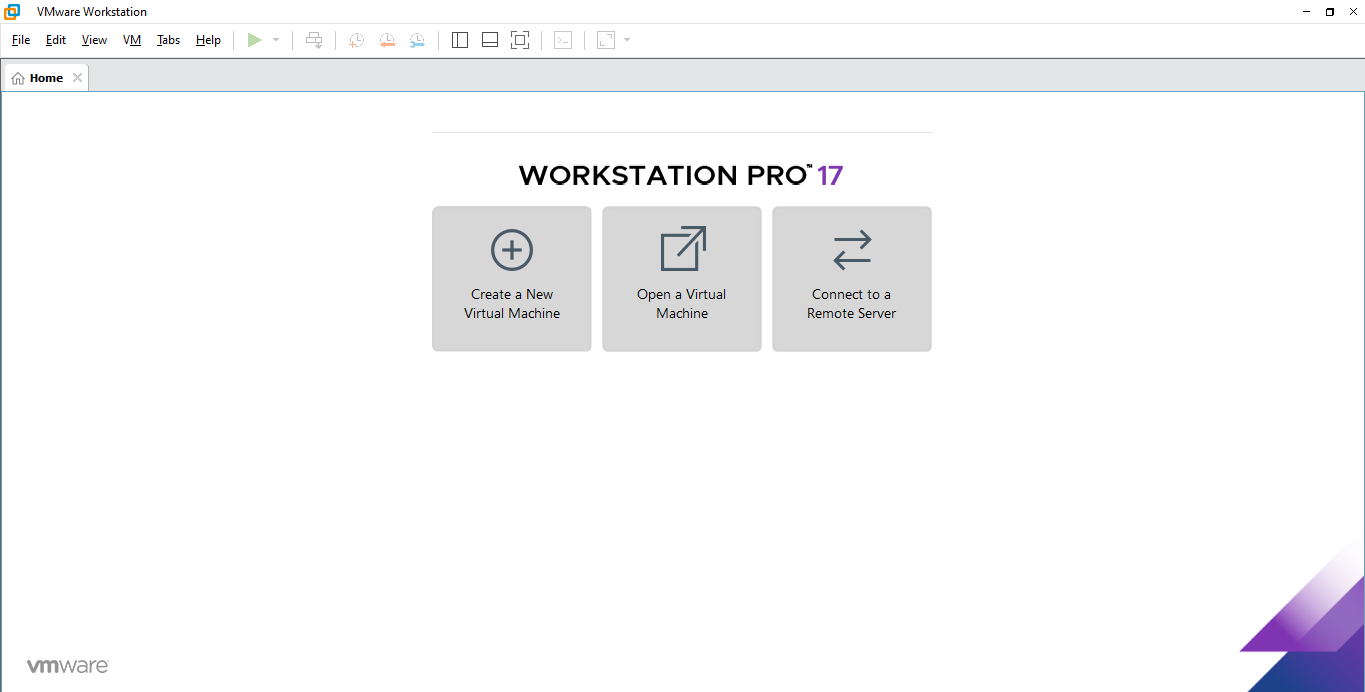 VMware Workstation
File Edit View VM Tabs Help
Home
WORKSTATION PRO™ 17
Create a New
Virtual Machine
Open a Virtual
Machine
Connect to a
Remote Server
vmware